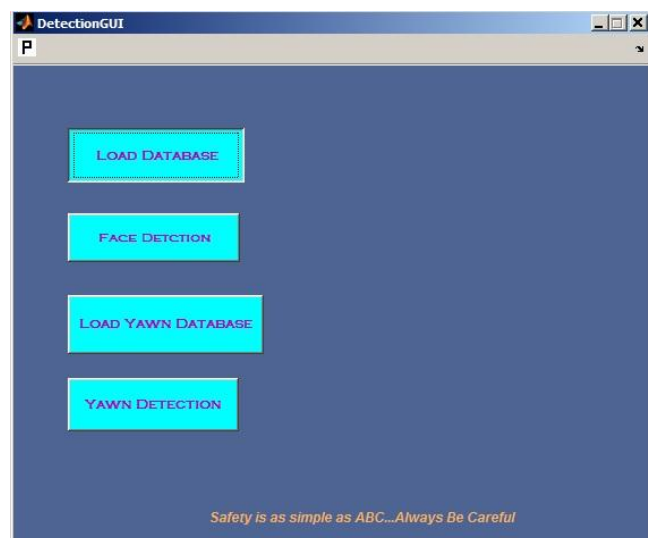 DetectionGUI
P
LOAD DATABASE
FACE DETCTION
LOAD YAWN DATABASE
YAWN DETECTION
Safety is as simple as ABC...Always Be Careful